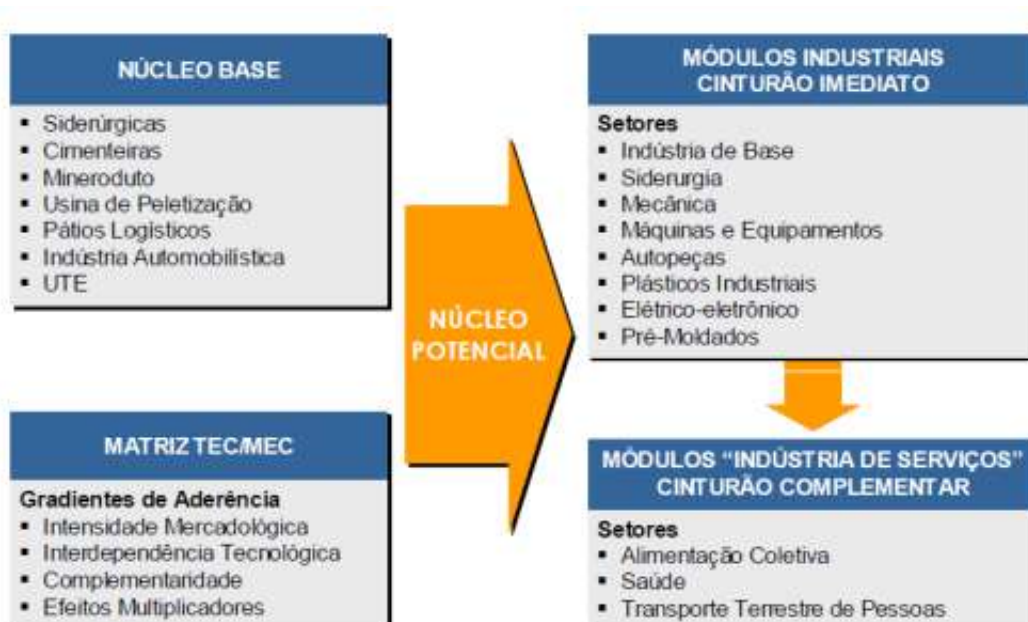 NÚCLEO BASE
▪ Siderúrgicas
▪ Cimenteiras
▪ Mineroduto
▪ Usina de Peletização
▪ Pátios Logísticos
▪ Indústria Automobilística
▪ UTE
MATRIZ TEC/MEC
Gradientes de Aderência
▪ Intensidade Mercadológica
▪ Interdependência Tecnológica
▪ Complementaridade
▪ Efeitos Multiplicadores
NÚCLEO
POTENCIAL
MÓDULOS INDUSTRIAIS
CINTURÃO IMEDIATO
Setores
▪ Indústria de Base
▪ Siderurgia
▪ Mecânica
▪ Máquinas e Equipamentos
▪ Autopeças
▪ Plásticos Industriais
▪ Elétrico-eletrônico
▪ Pré-Moldados
MÓDULOS “INDÚSTRIA DE SERVIÇOS”
CINTURÃO COMPLEMENTAR
Setores
▪ Alimentação Coletiva
▪ Saúde
▪ Transporte Terrestre de Pessoas